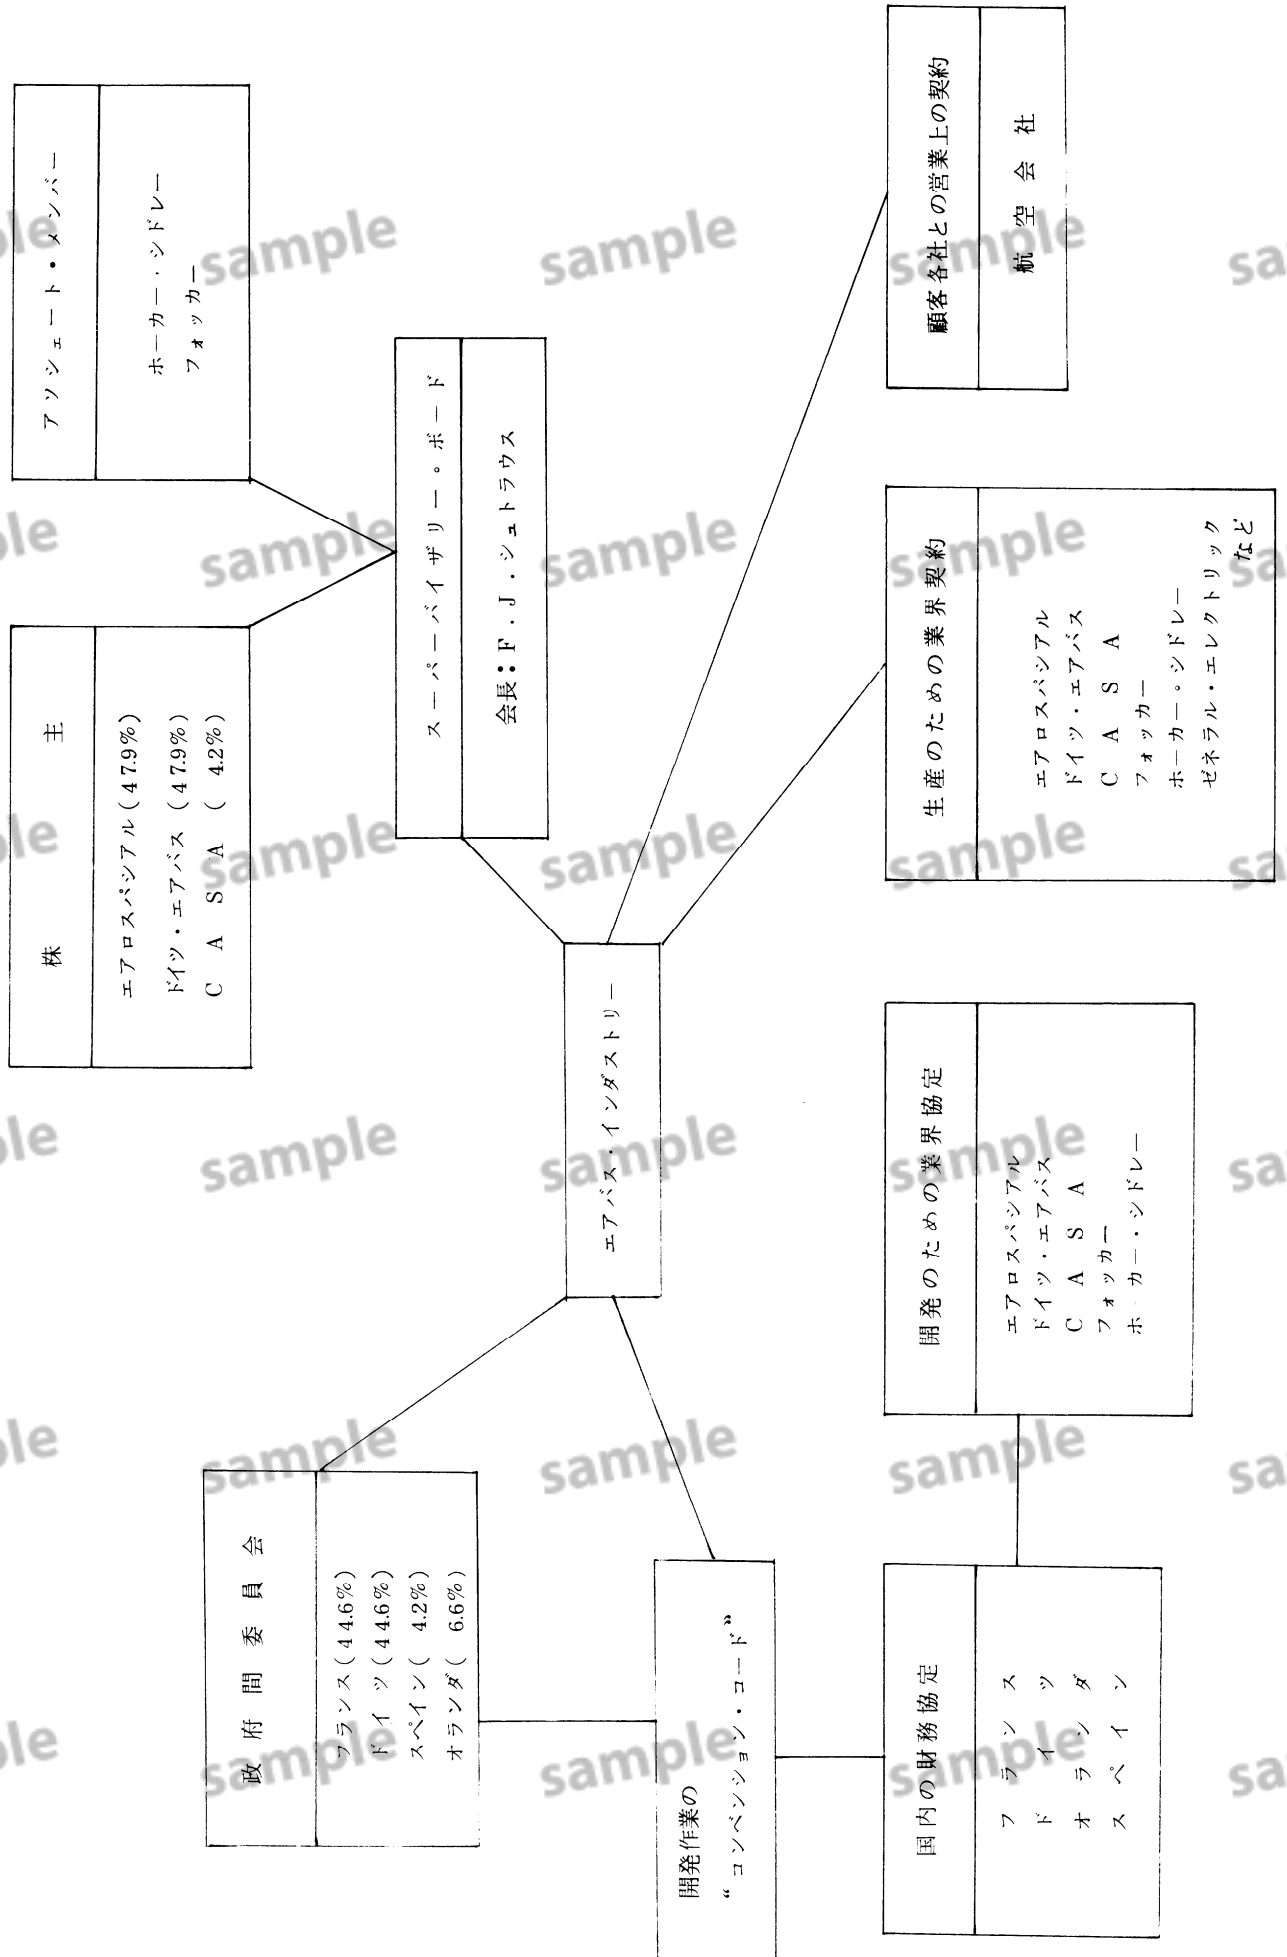 政府間委員会
フランス(44.6%)
ドイツ(44.6%)
スペイン( 4.2%)
オランダ( 6.6%)
株主
エアロスパシアル(47.9%)
ドイツ・エアバス(47.9%)
CASA( 4.2%)
アソシェート・メンバー
ホーカー・シドレー
フォッカー
スーパーバイザリー・ボード
会長：F.J.シュトラウス
エアバス・インダストリー
開発作業の
“コンベンション・コード”
国内の財務協定
フランス
ドイツ
オランダ
スペイン
開発のための業界協定
エアロスパシアル
ドイツ・エアバス
CASA
フォッカー
ホーカー・シドレー
生産のための業界契約
エアロスパシアル
ドイツ・エアバス
CASA
フォッカー
ホーカー・シドレー
ゼネラル・エレクトリック
など
顧客各社との営業上の契約
航空会社
sample